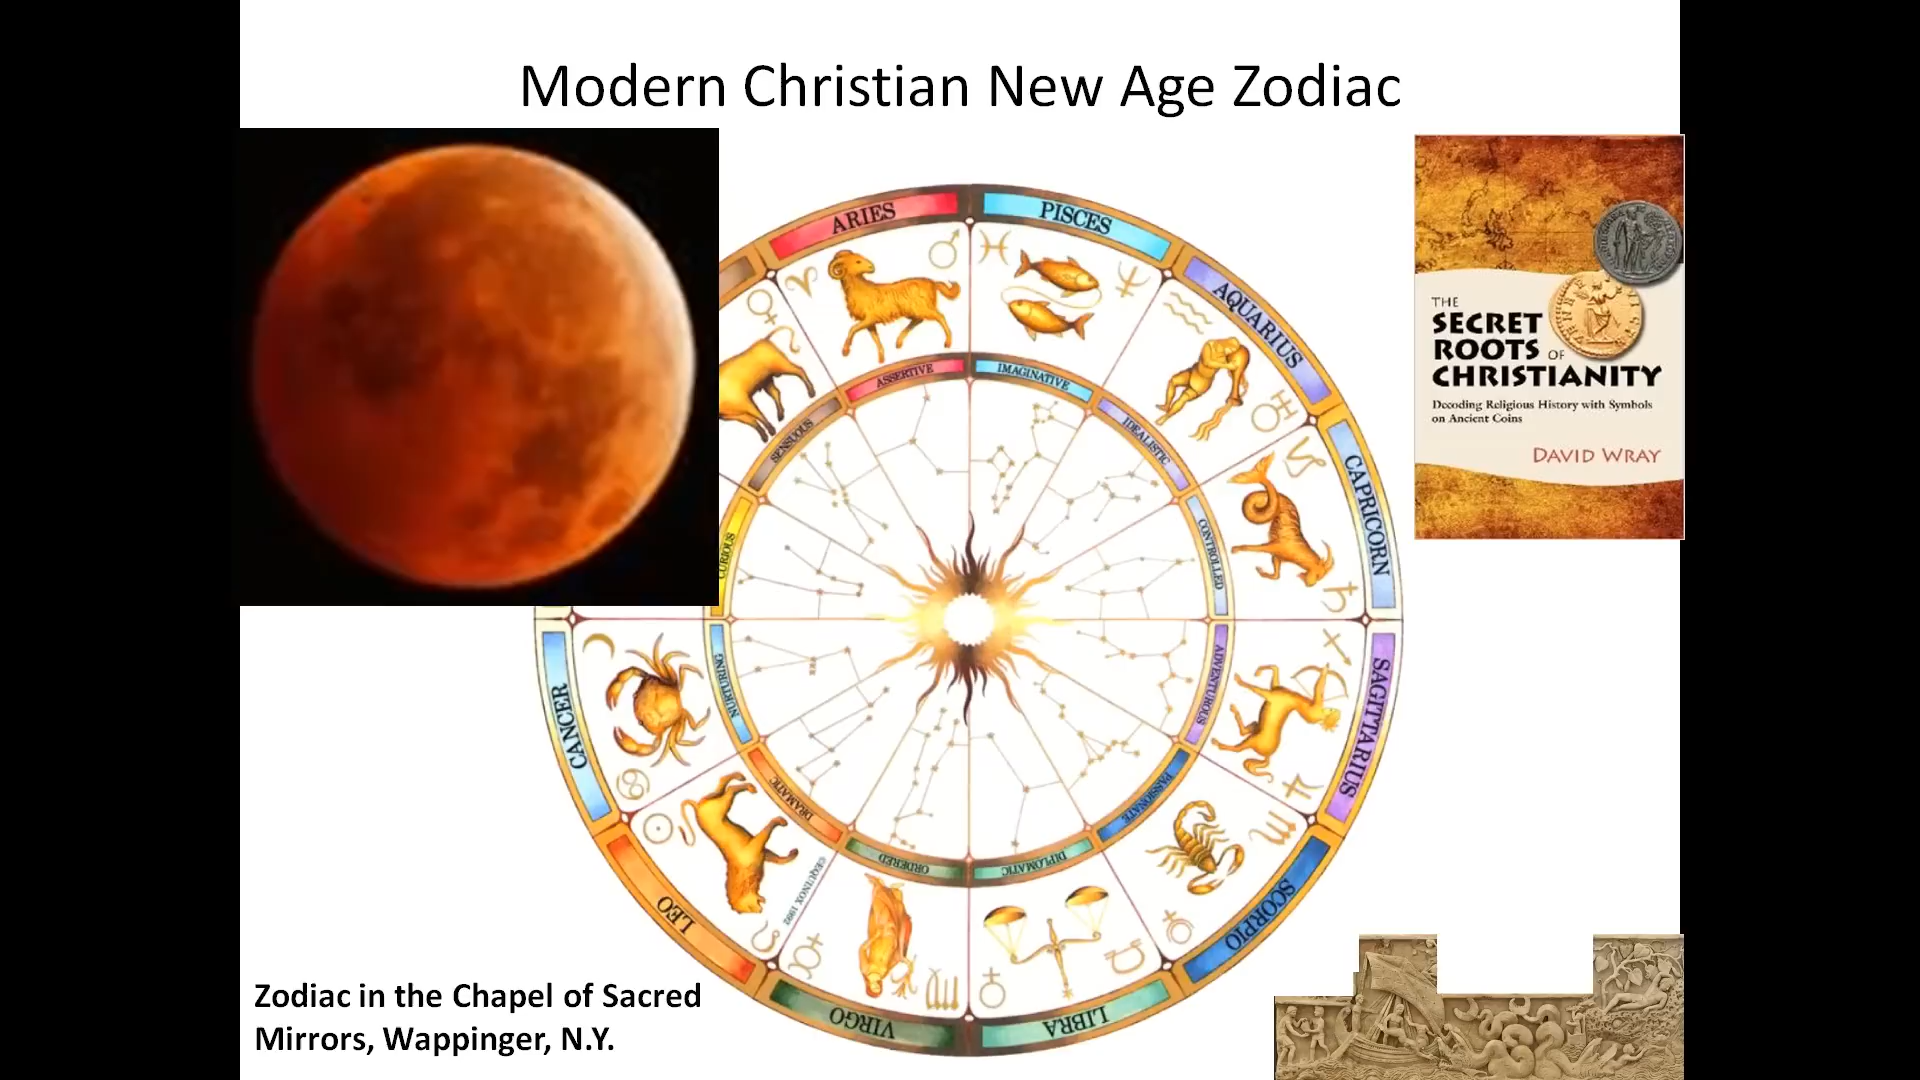 Modern Christian New Age Zodiac
ARIES
PISCES
AQUARIUS
CAPRICORN
SAGITTARIUS
SCORPIO
LIBRA
VIRGO
LEO
CANCER
ASSERTIVE
IMAGINATIVE
IDEALISTIC
CONTROLLED
ADVENTUROUS
PASSIONATE
DIPLOMATIC
ORDERED
DRAMATIC
NURTURING
CURIOUS
SENSUOUS
©EQUINOX 1992
THE
SECRET
ROOTS OF
CHRISTIANITY
Decoding Religious History with Symbols
on Ancient Coins
DAVID WRAY
Zodiac in the Chapel of Sacred
Mirrors, Wappinger, N.Y.